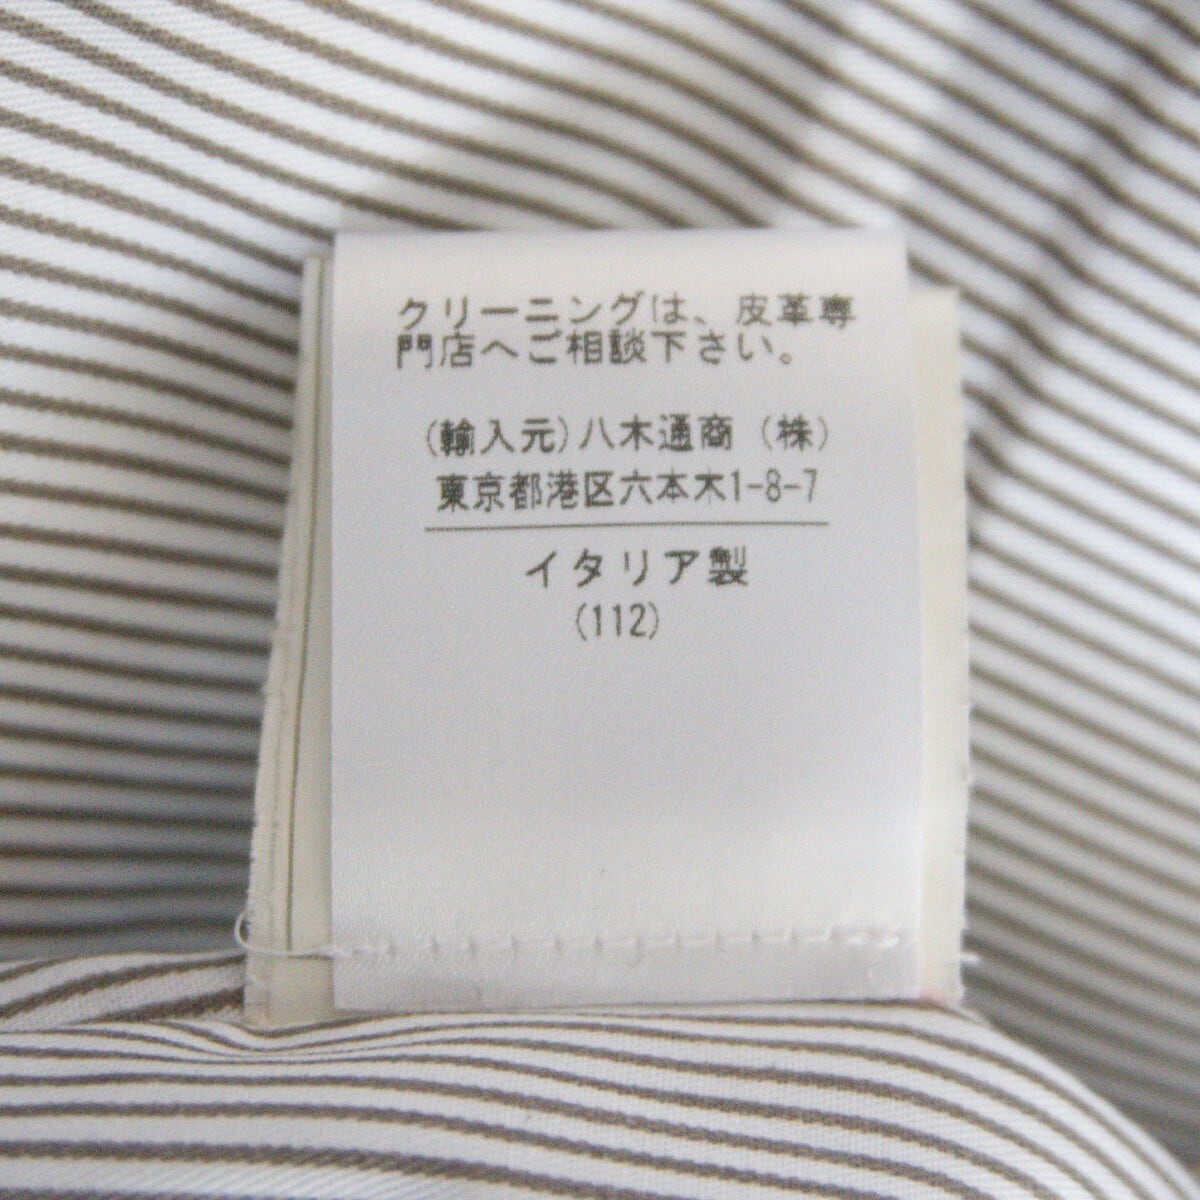 クリーニングは、皮革専
門店へご相談下さい。
(輸入元)八木通商(株)
東京都港区六本木1-8-7
イタリア製
(112)